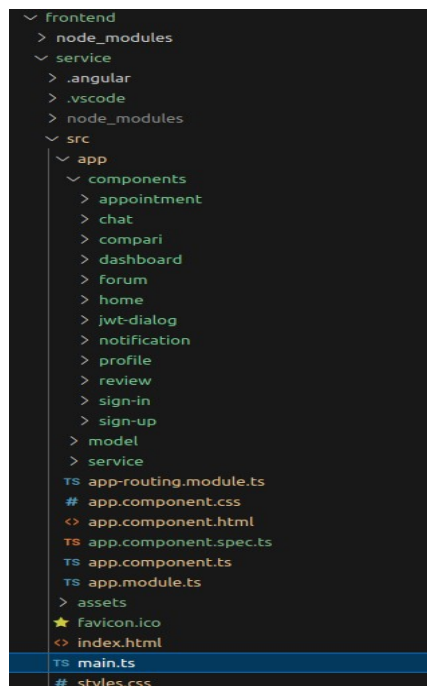 frontend
node_modules
service
.angular
.vscode
node_modules
src
app
components
appointment
chat
compari
dashboard
forum
home
jwt-dialog
notification
profile
review
sign-in
sign-up
model
service
TS app-routing.module.ts
# app.component.css
<> app.component.html
TS app.component.spec.ts
TS app.component.ts
TS app.module.ts
assets
favicon.ico
<> index.html
TS main.ts
# styles.css